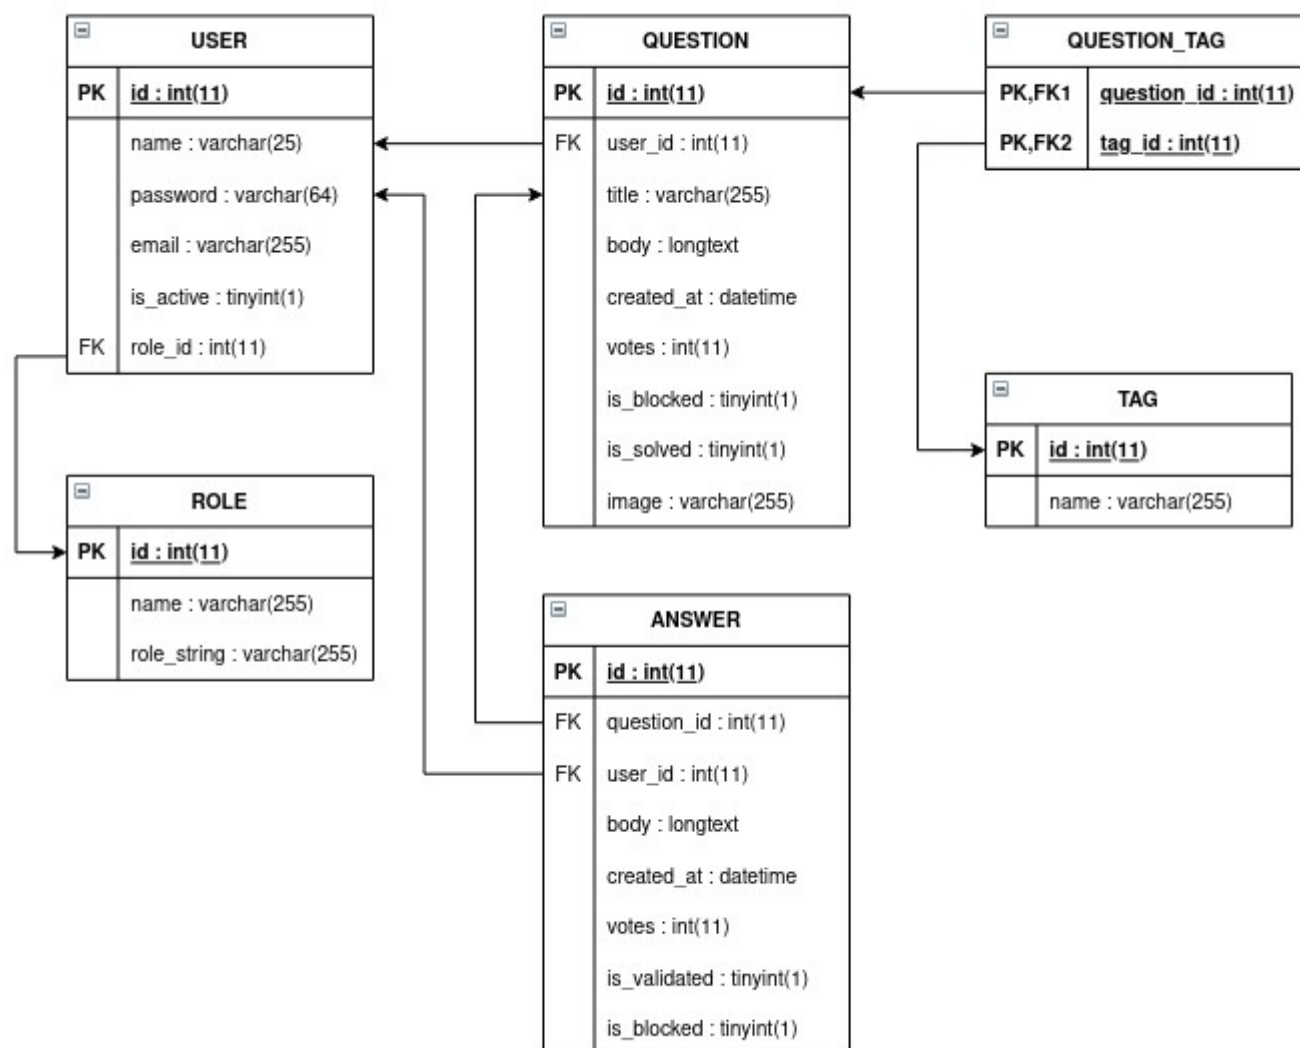 USER
PK id : int(11)
name : varchar(25)
password : varchar(64)
email : varchar(255)
is_active : tinyint(1)
FK role_id : int(11)
ROLE
PK id : int(11)
name : varchar(255)
role_string : varchar(255)
QUESTION
PK id : int(11)
FK user_id : int(11)
title : varchar(255)
body : longtext
created_at : datetime
votes : int(11)
is_blocked : tinyint(1)
is_solved : tinyint(1)
image : varchar(255)
ANSWER
PK id : int(11)
FK question_id : int(11)
FK user_id : int(11)
body : longtext
created_at : datetime
votes : int(11)
is_validated : tinyint(1)
is_blocked : tinyint(1)
QUESTION_TAG
PK,FK1 question_id : int(11)
PK,FK2 tag_id : int(11)
TAG
PK id : int(11)
name : varchar(255)